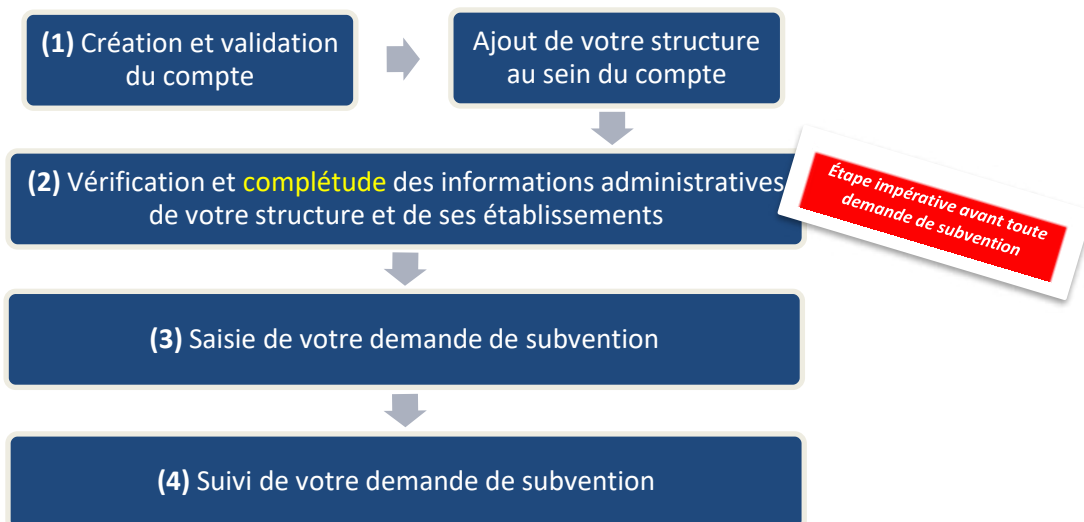 (1) Création et validation
du compte
Ajout de votre structure
au sein du compte
(2) Vérification et complétude des informations administratives
de votre structure et de ses établissements
Étape impérative avant toute
demande de subvention
(3) Saisie de votre demande de subvention
(4) Suivi de votre demande de subvention